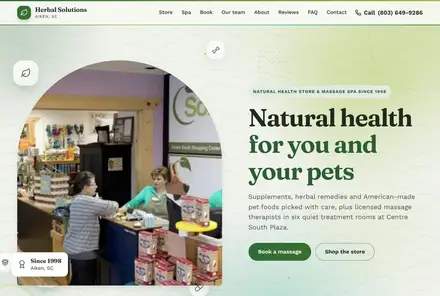 Herbal Solutions
AIKEN, SC
Store Spa Book Our team About Reviews FAQ Contact Call (803) 649-9286
NATURAL HEALTH STORE & MASSAGE SPA SINCE 1998
Natural health
for you and
your pets
Supplements, herbal remedies and American-made
pet foods picked with care, plus licensed massage
therapists in six quiet treatment rooms at Centre
South Plaza.
Book a massage
Shop the store
Since 1998
Aiken, SC